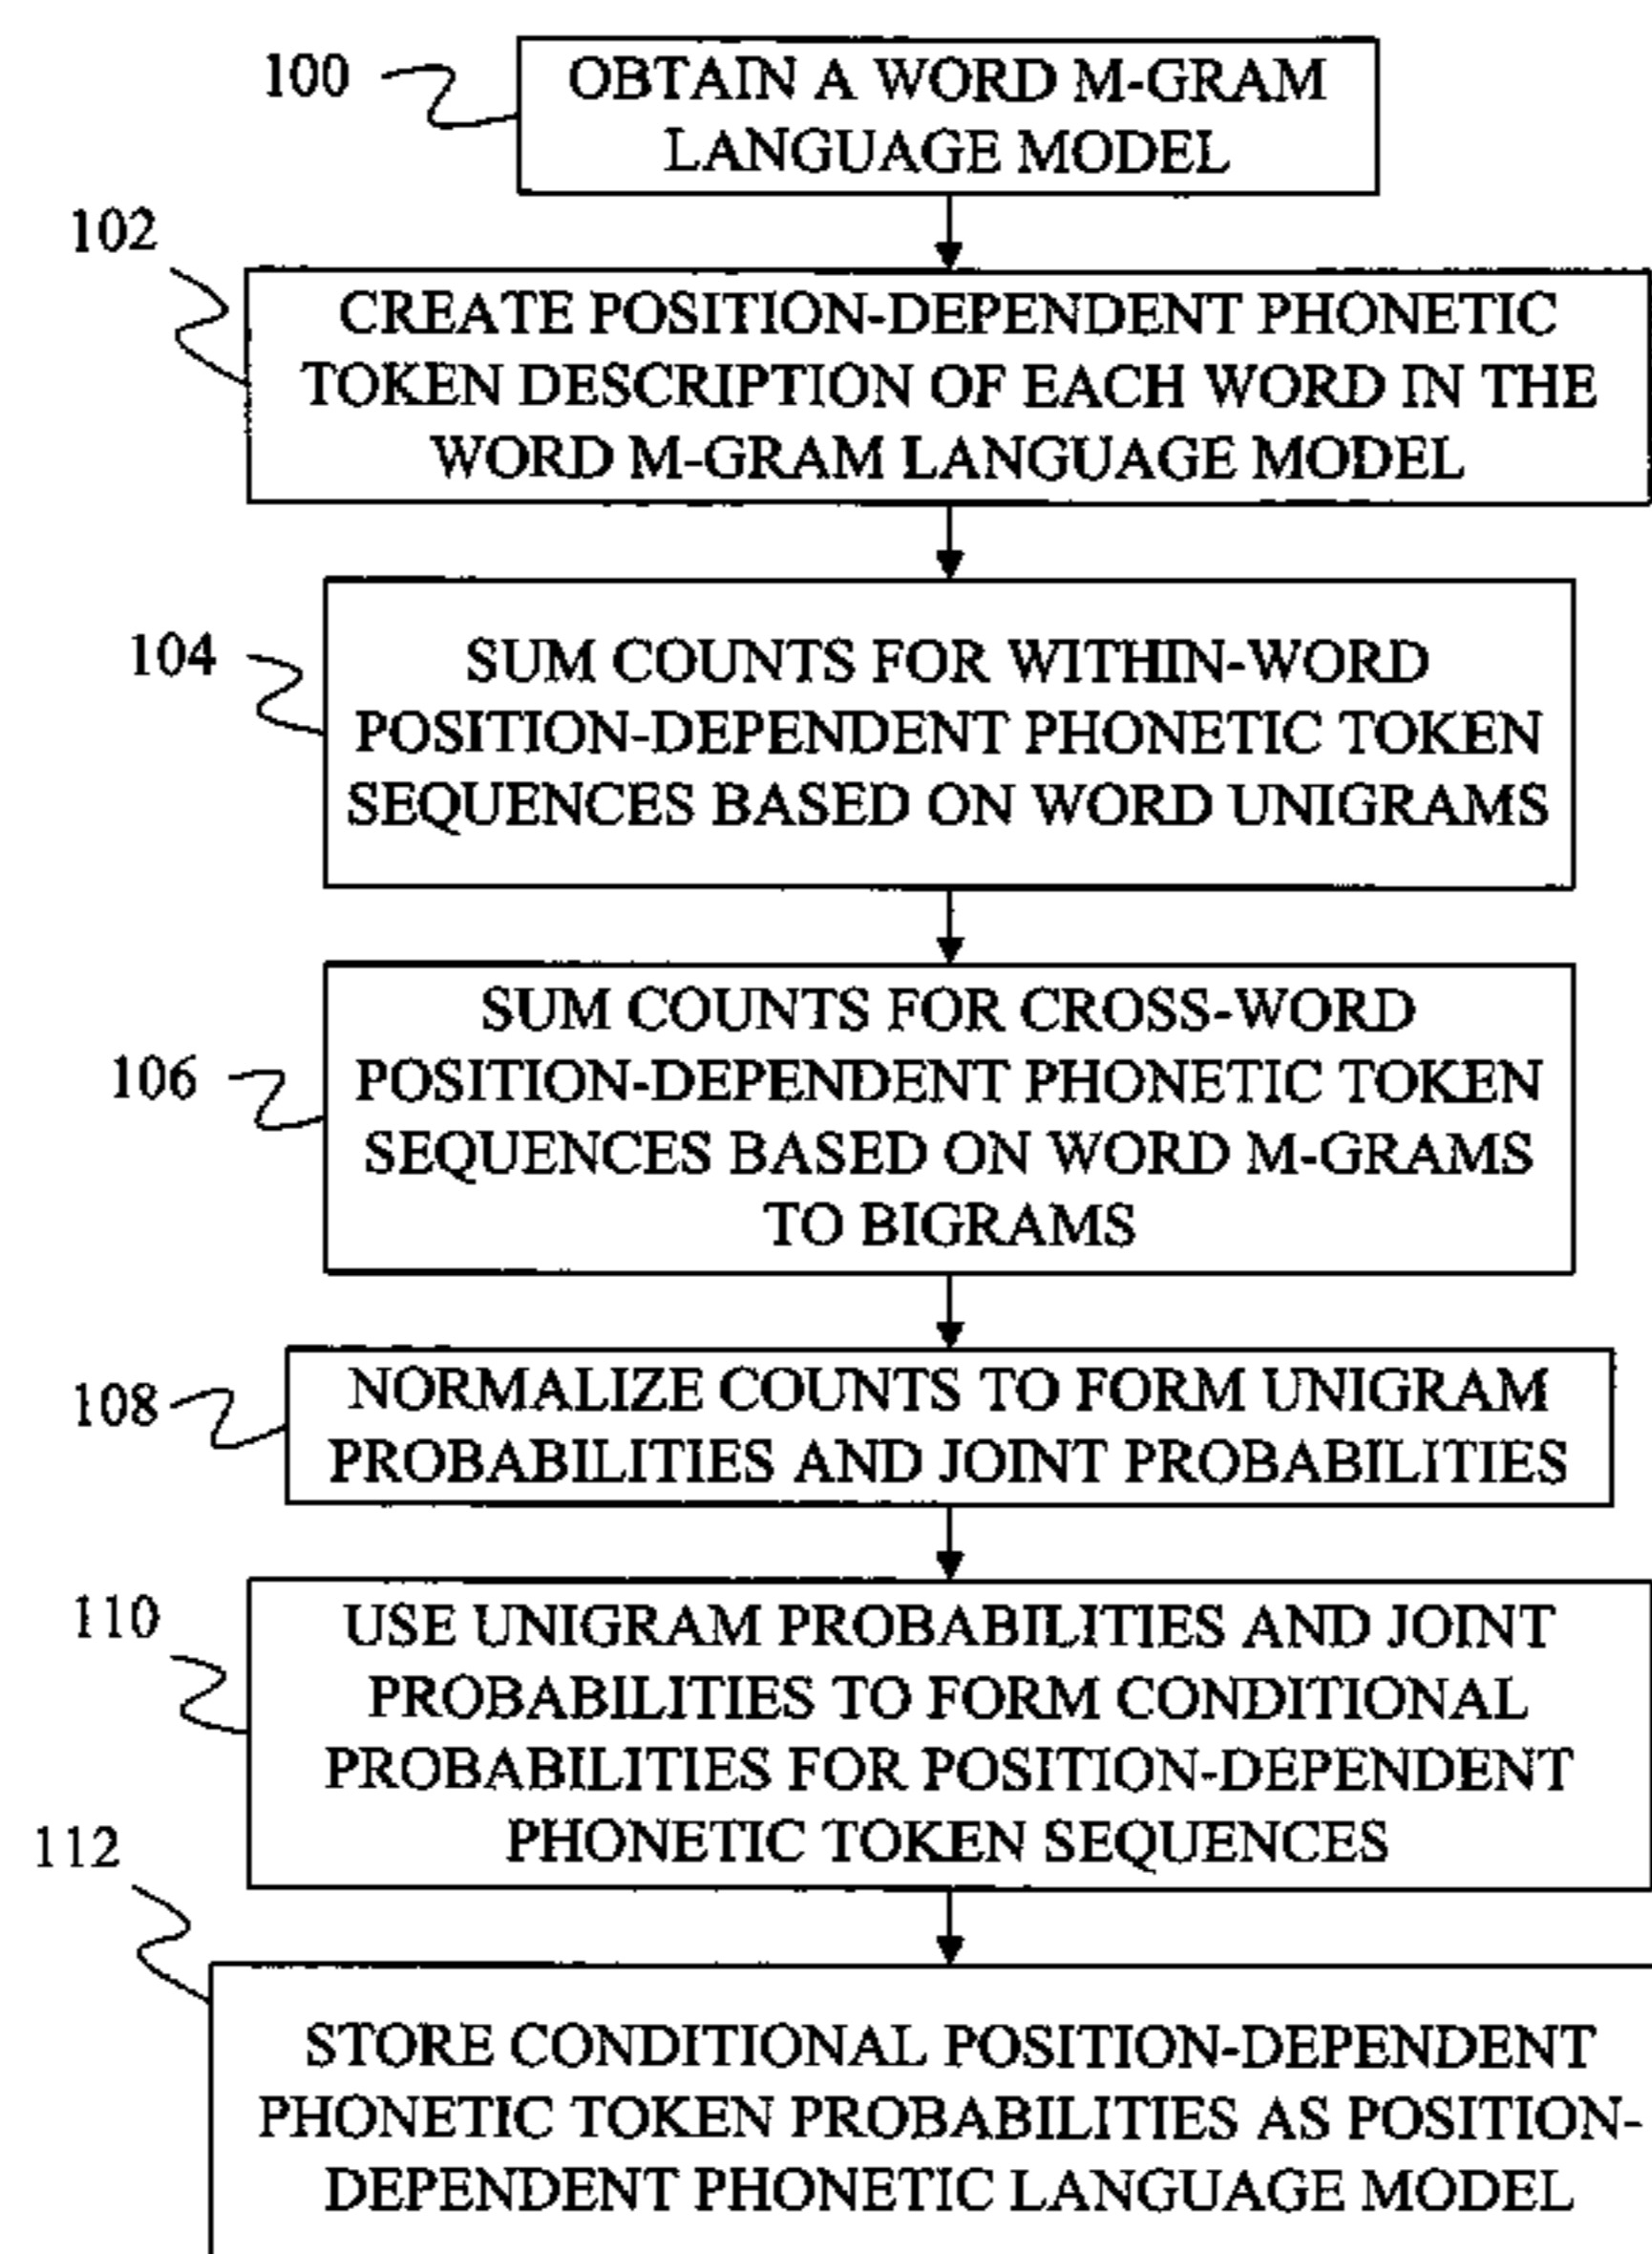 100
OBTAIN A WORD M-GRAM
LANGUAGE MODEL
102
CREATE POSITION-DEPENDENT PHONETIC
TOKEN DESCRIPTION OF EACH WORD IN THE
WORD M-GRAM LANGUAGE MODEL
104
SUM COUNTS FOR WITHIN-WORD
POSITION-DEPENDENT PHONETIC TOKEN
SEQUENCES BASED ON WORD UNIGRAMS
106
SUM COUNTS FOR CROSS-WORD
POSITION-DEPENDENT PHONETIC TOKEN
SEQUENCES BASED ON WORD M-GRAMS
TO BIGRAMS
108
NORMALIZE COUNTS TO FORM UNIGRAM
PROBABILITIES AND JOINT PROBABILITIES
110
USE UNIGRAM PROBABILITIES AND JOINT
PROBABILITIES TO FORM CONDITIONAL
PROBABILITIES FOR POSITION-DEPENDENT
PHONETIC TOKEN SEQUENCES
112
STORE CONDITIONAL POSITION-DEPENDENT
PHONETIC TOKEN PROBABILITIES AS POSITION-
DEPENDENT PHONETIC LANGUAGE MODEL